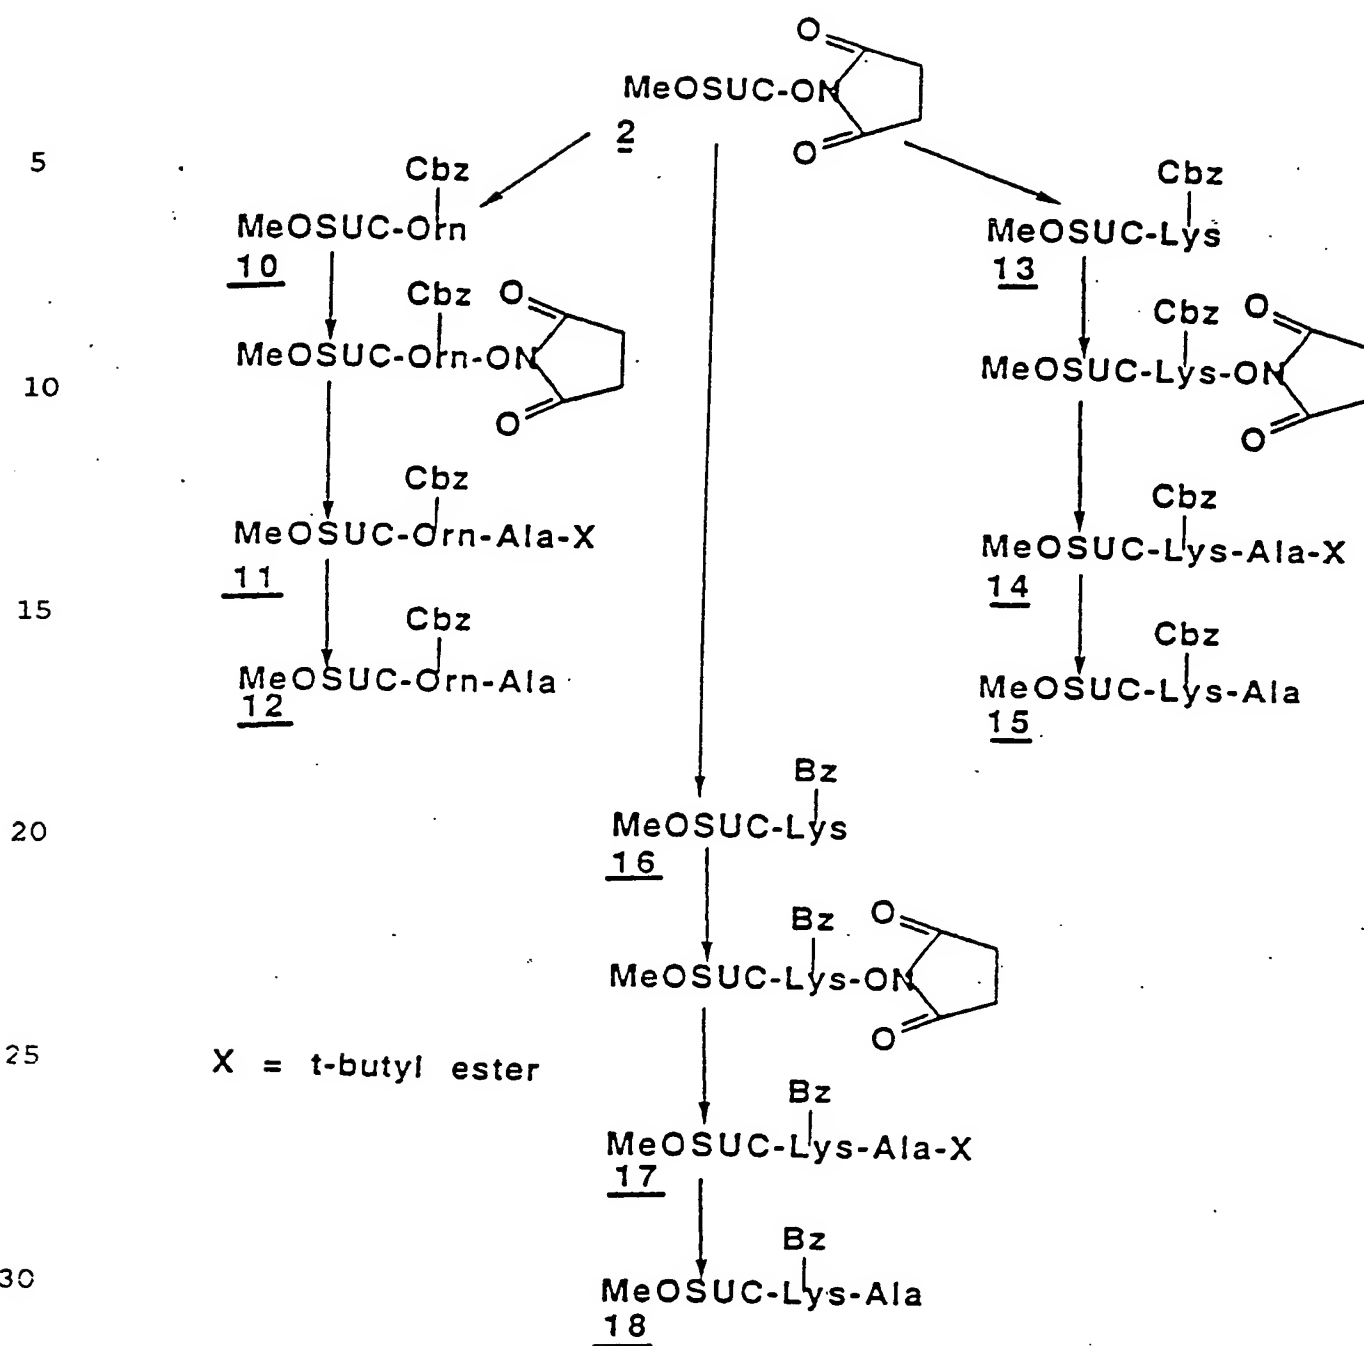 O
MeOSUC-ON
2
O
5
Cbz
Cbz
MeOSUC-Orn
MeOSUC-Lys
10
13
Cbz O
Cbz O
MeOSUC-Orn-ON
MeOSUC-Lys-ON
10
O
O
Cbz
Cbz
MeOSUC-Orn-Ala-X
MeOSUC-Lys-Ala-X
11
14
15
Cbz
Cbz
MeOSUC-Orn-Ala
MeOSUC-Lys-Ala
12
15
Bz
20
MeOSUC-Lys
16
Bz O
MeOSUC-Lys-ON
O
25
X = t-butyl ester
Bz
MeOSUC-Lys-Ala-X
17
Bz
30
MeOSUC-Lys-Ala
18